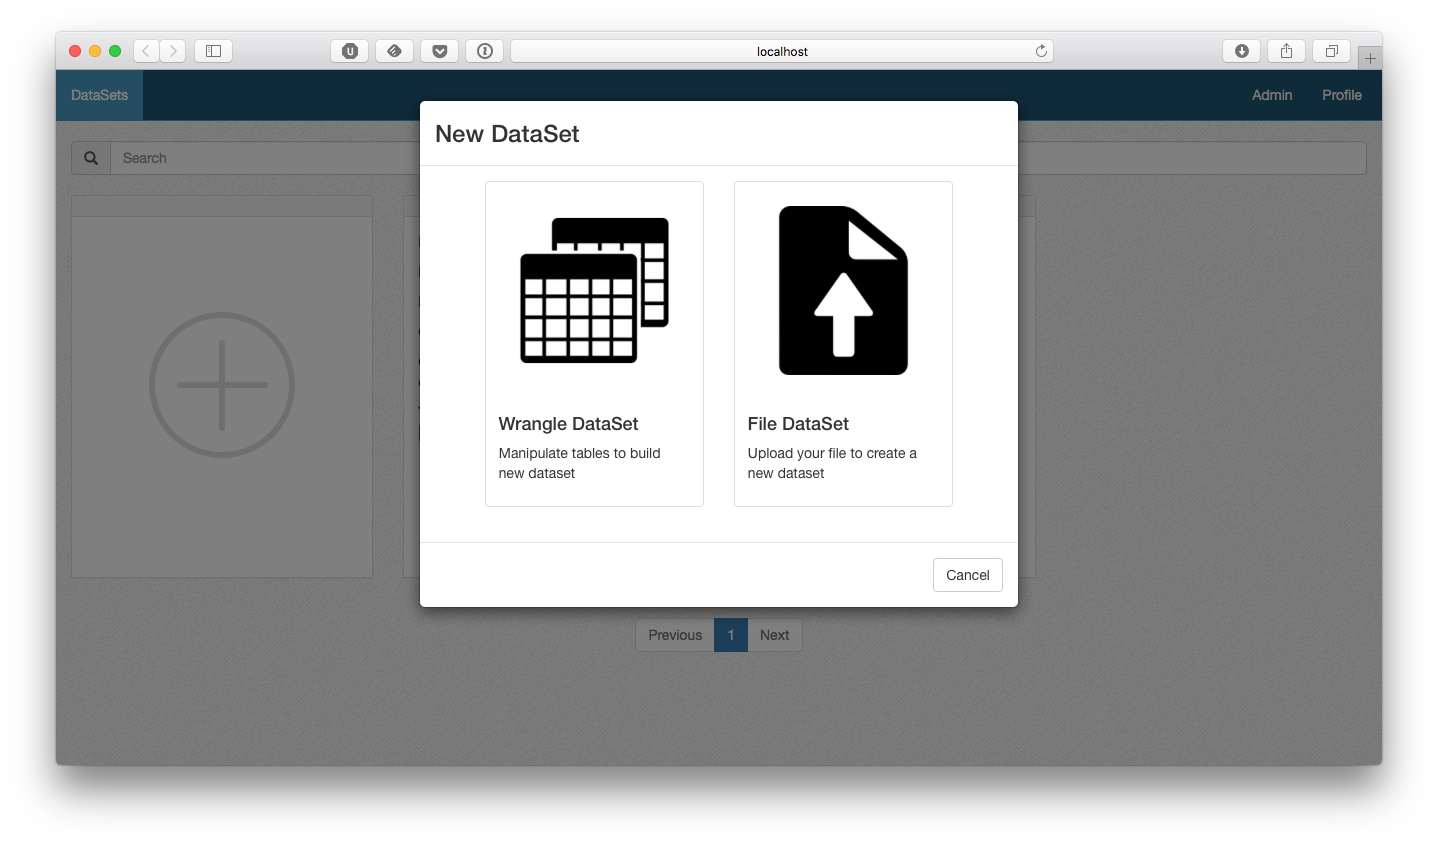 localhost
DataSets
Admin
Profile
Search
New DataSet
Wrangle DataSet
Manipulate tables to build
new dataset
File DataSet
Upload your file to create a
new dataset
Cancel
Previous
1
Next